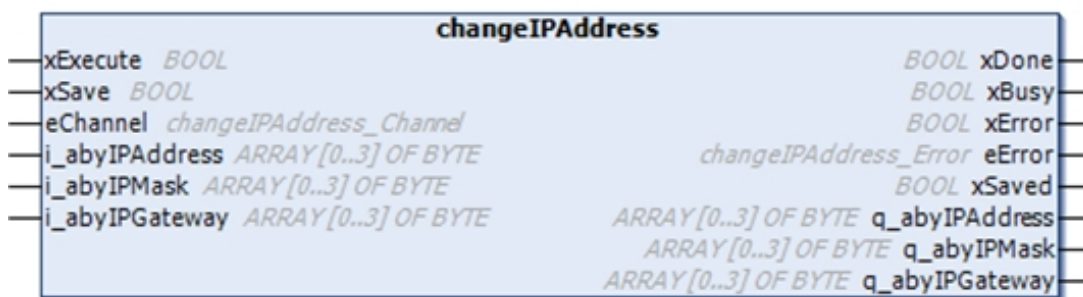 changeIPAddress
xExecute BOOL BOOL xDone
xSave BOOL BOOL xBusy
eChannel changeIPAddress_Channel BOOL xError
i_abyIPAddress ARRAY [0..3] OF BYTE changeIPAddress_Error eError
i_abyIPMask ARRAY [0..3] OF BYTE BOOL xSaved
i_abyIPGateway ARRAY [0..3] OF BYTE ARRAY [0..3] OF BYTE q_abyIPAddress
ARRAY [0..3] OF BYTE q_abyIPMask
ARRAY [0..3] OF BYTE q_abyIPGateway